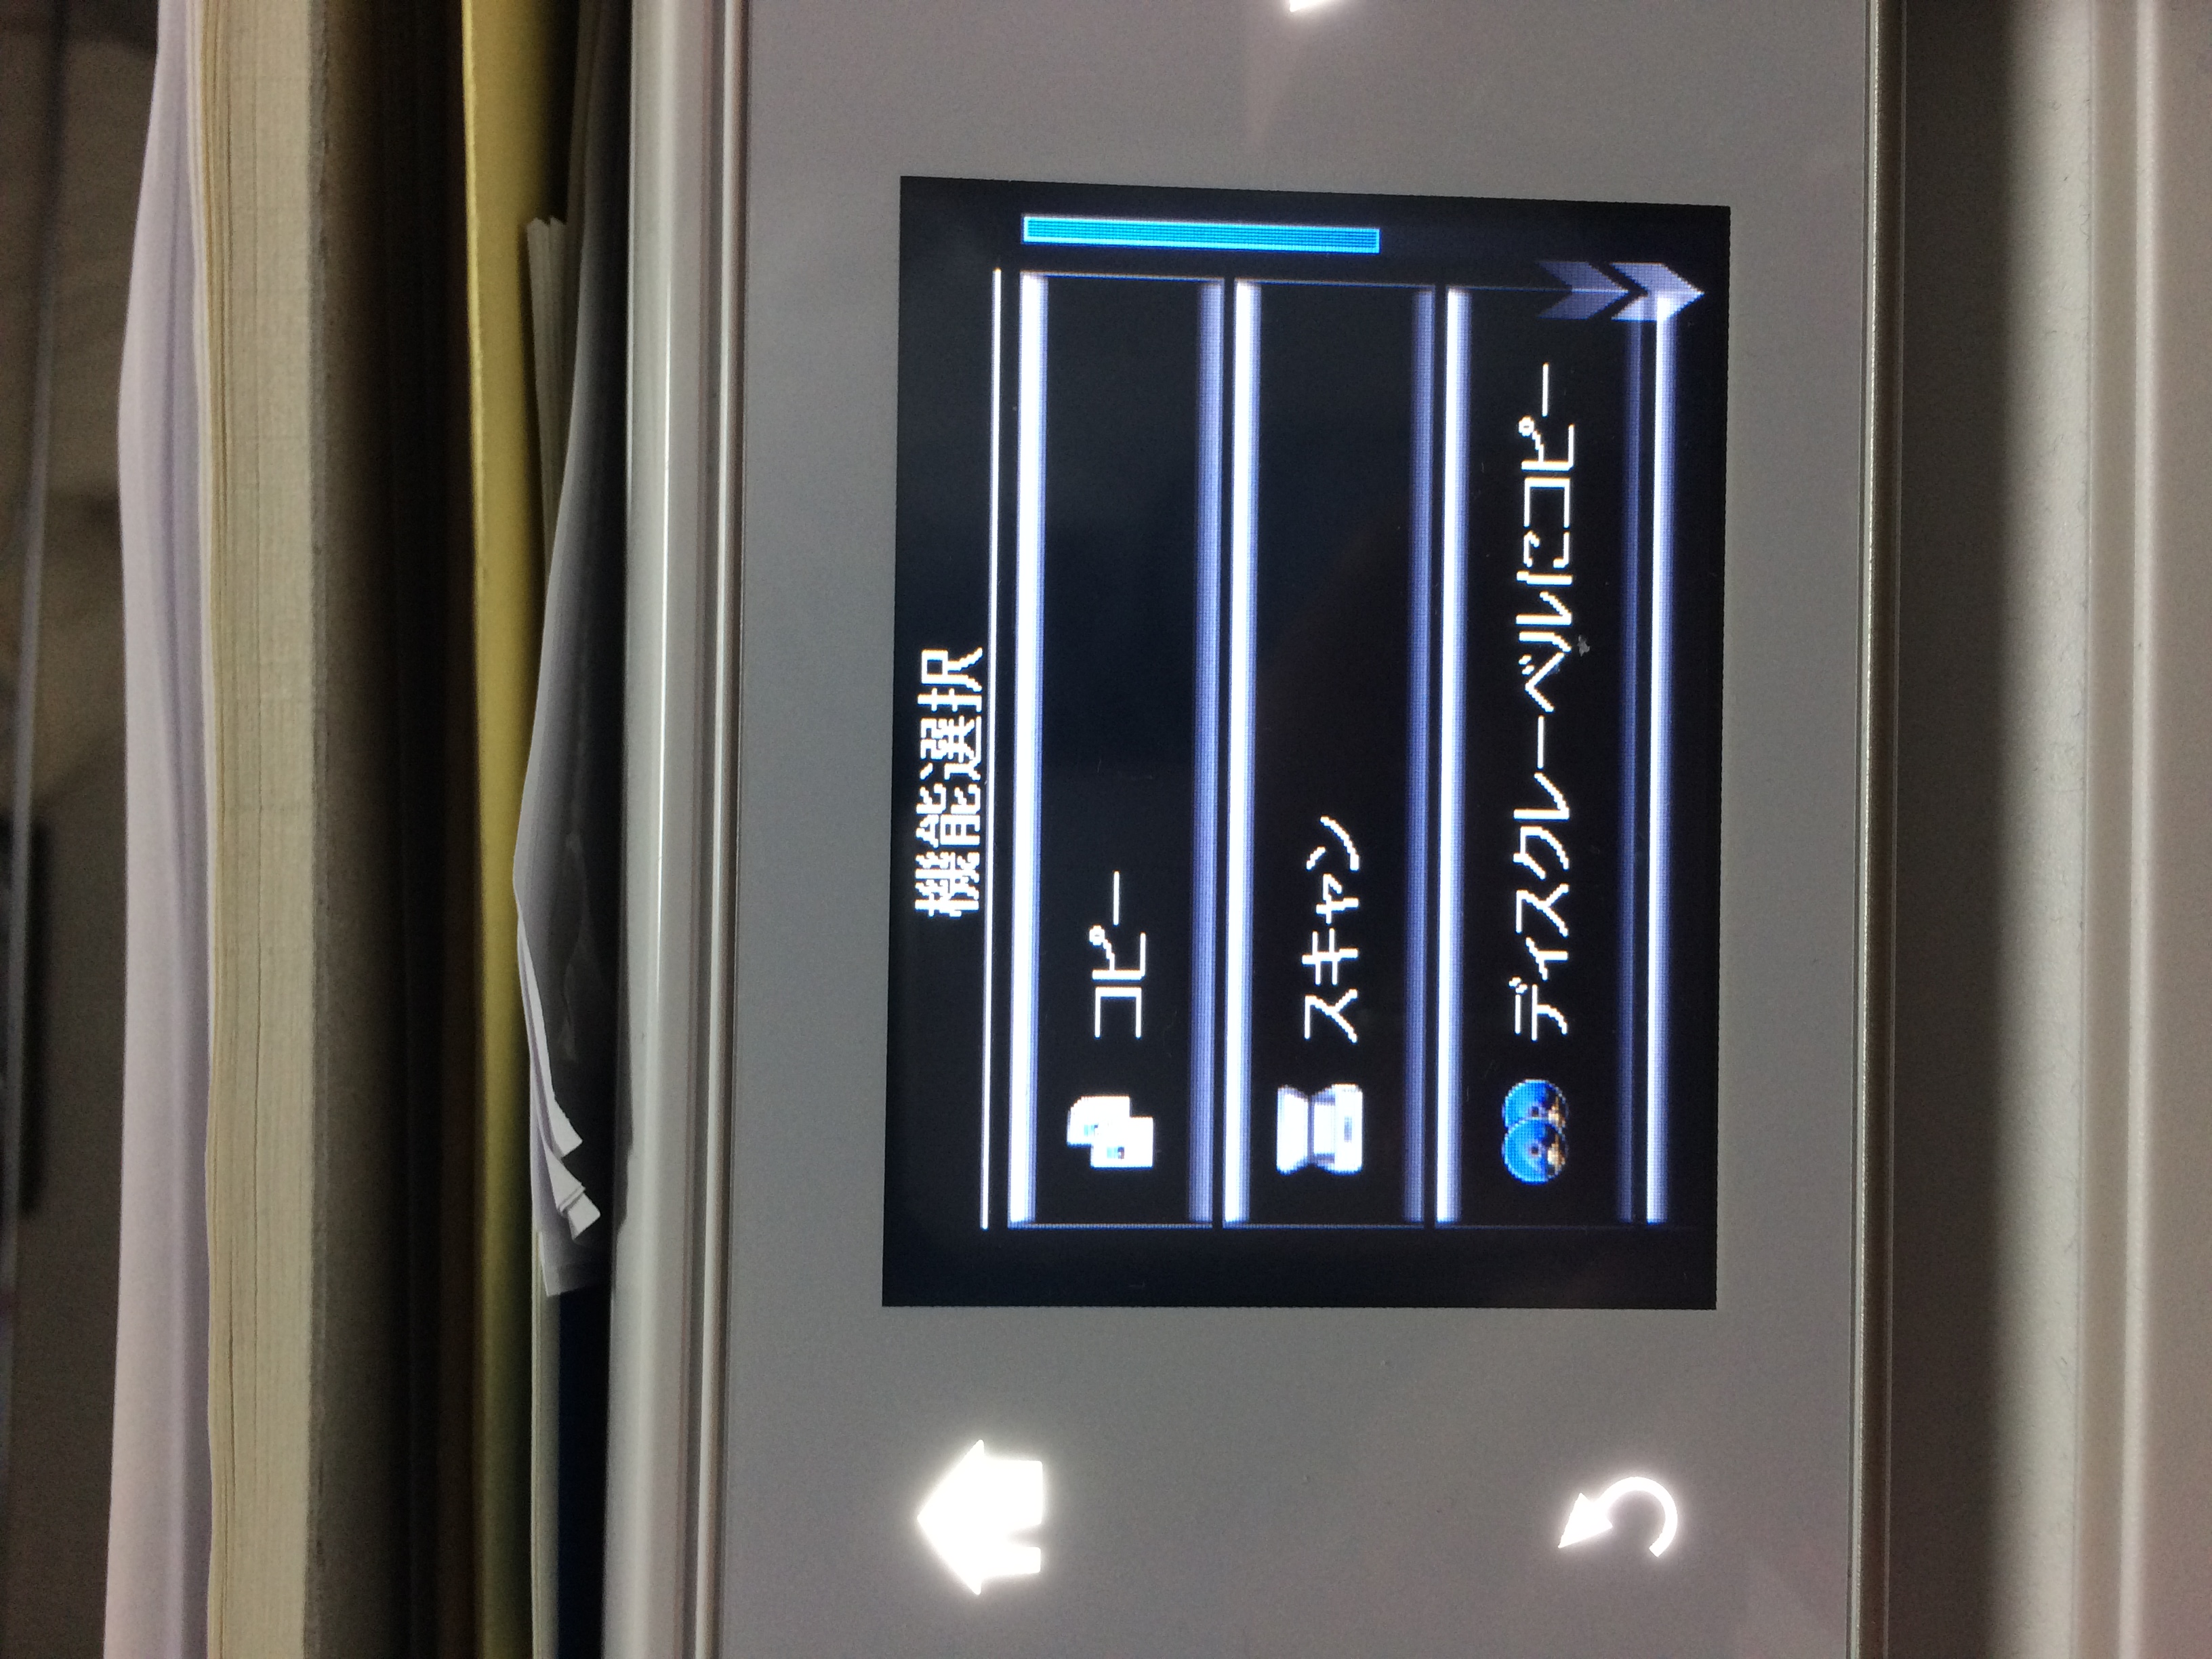 機能選択
コピー
スキャン
ディスクレーベルにコピー